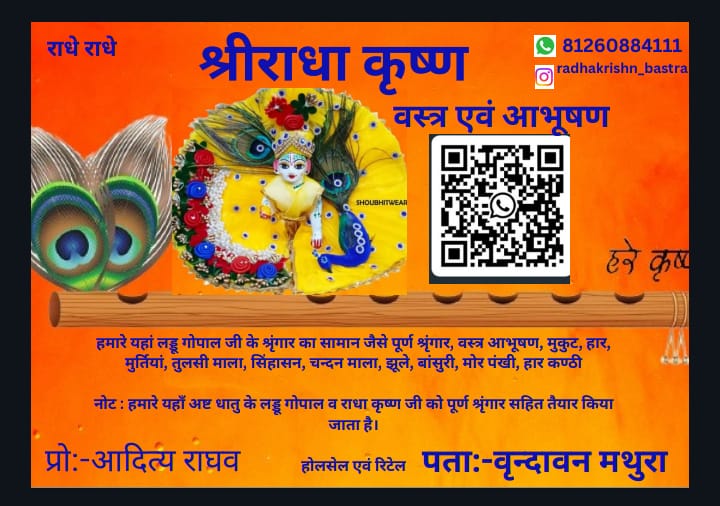 राधे राधे
श्रीराधा कृष्ण
81260884111
radhakrishn_bastra
वस्त्र एवं आभूषण
SHOUBHITWEAR
हरे कृष्ण
हमारे यहां लड्डू गोपाल जी के श्रृंगार का सामान जैसे पूर्ण श्रृंगार, वस्त्र आभूषण, मुकुट, हार,
मुर्तियां, तुलसी माला, सिंहासन, चन्दन माला, झूले, बांसुरी, मोर पंखी, हार कण्ठी
नोट : हमारे यहाँ अष्ट धातु के लड्डू गोपाल व राधा कृष्ण जी को पूर्ण श्रृंगार सहित तैयार किया
जाता है।
प्रो:-आदित्य राघव
होलसेल एवं रिटेल
पता:-वृन्दावन मथुरा